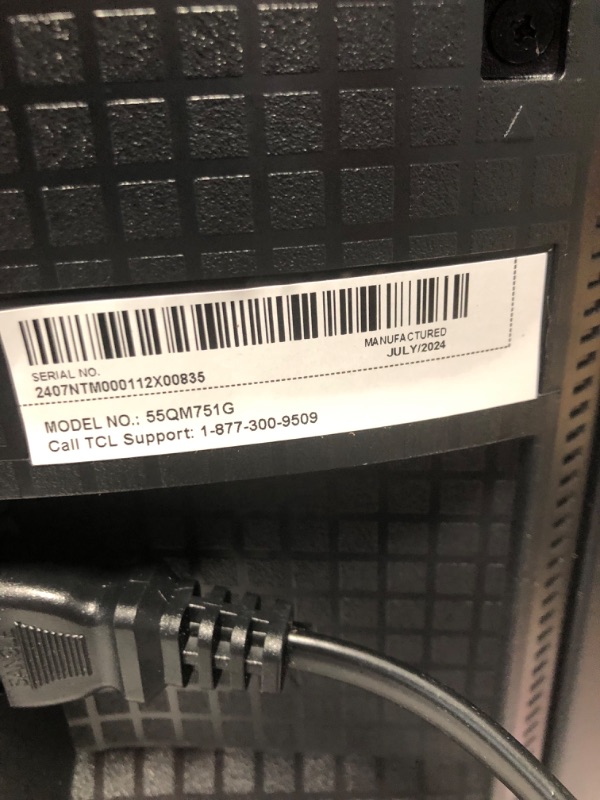 SERIAL NO.
2407NTM000112X00835
MANUFACTURED
JULY/2024
MODEL NO.: 55QM751G
Call TCL Support: 1-877-300-9509